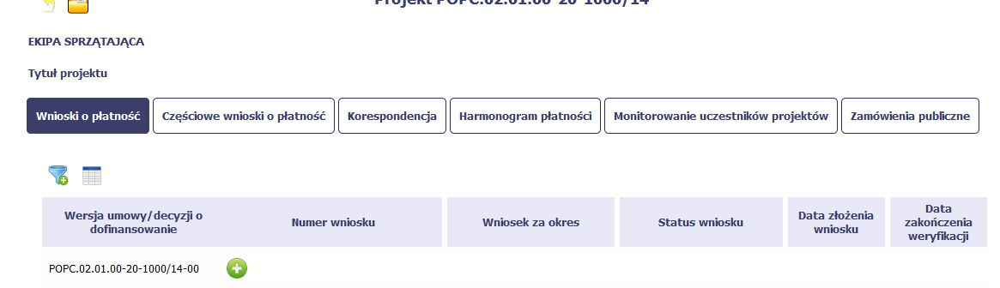 Projekt POPC.02.01.00-20-1000/14
EKIPA SPRZĄTAJĄCA
Tytuł projektu
Wnioski o płatność Częściowe wnioski o płatność Korespondencja Harmonogram płatności Monitorowanie uczestników projektów Zamówienia publiczne
Wersja umowy/decyzji o dofinansowanie
Numer wniosku
Wniosek za okres
Status wniosku
Data złożenia wniosku
Data zakończenia weryfikacji
POPC.02.01.00-20-1000/14-00